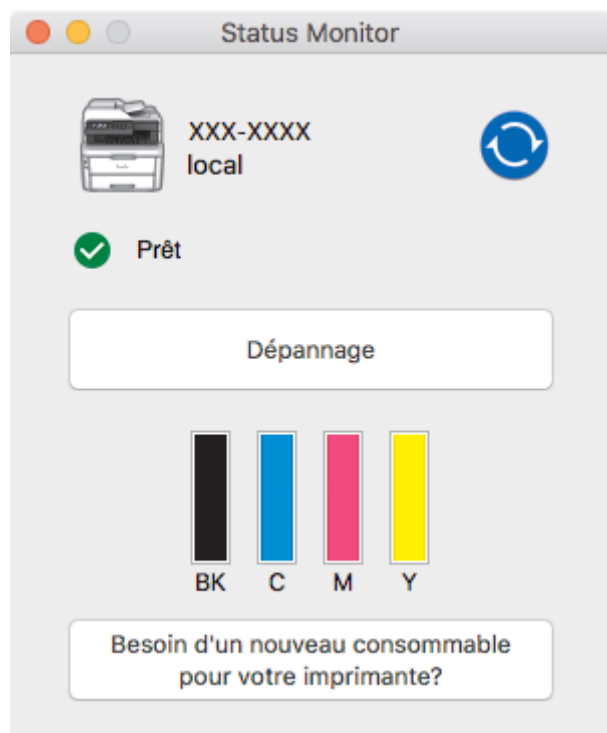 Status Monitor
XXX-XXXX
local
Prêt
Dépannage
BK C M Y
Besoin d'un nouveau consommable
pour votre imprimante?